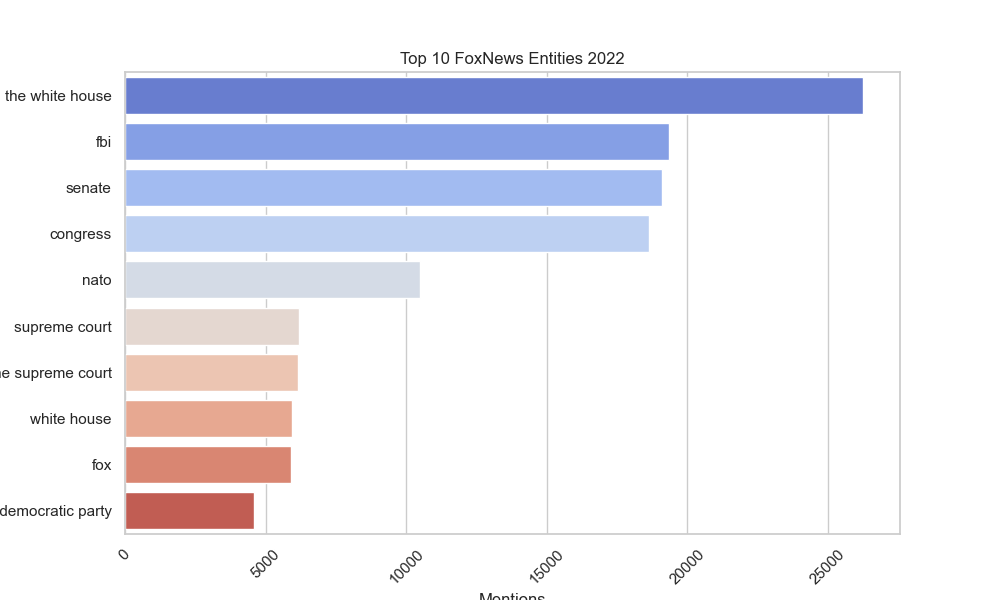 Top 10 FoxNews Entities 2022
the white house
fbi
senate
congress
nato
supreme court
supreme court
white house
fox
democratic party
0
5000
10000
15000
20000
25000
Mentions